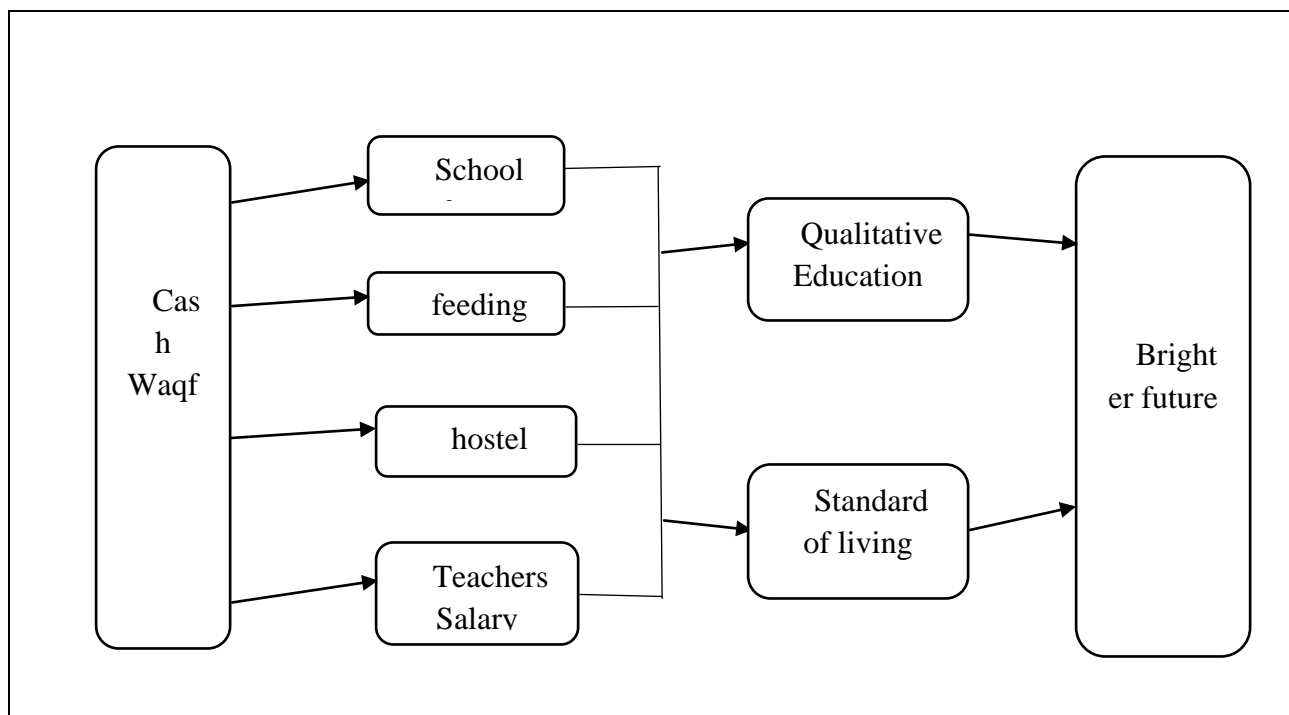 Cas
h
Waqf
School
feeding
hostel
Teachers
Salary
Qualitative
Education
Standard
of living
Bright
er future